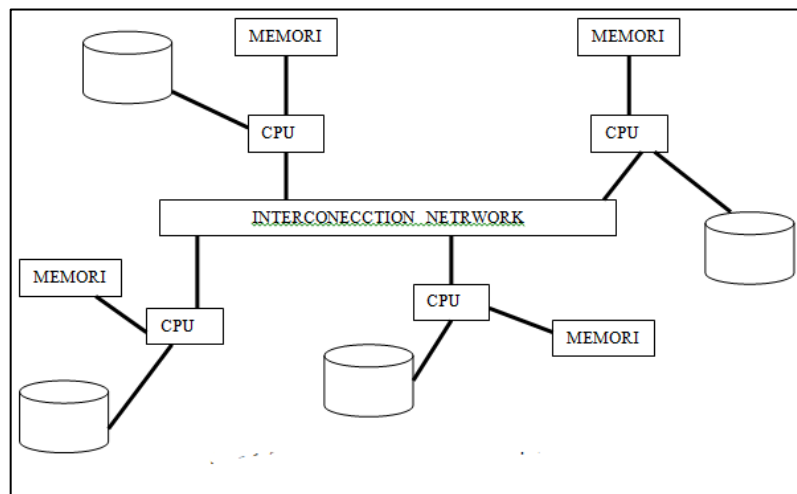 MEMORI
MEMORI
CPU
CPU
INTERCONECCTION NETRWORK
MEMORI
CPU
CPU
MEMORI